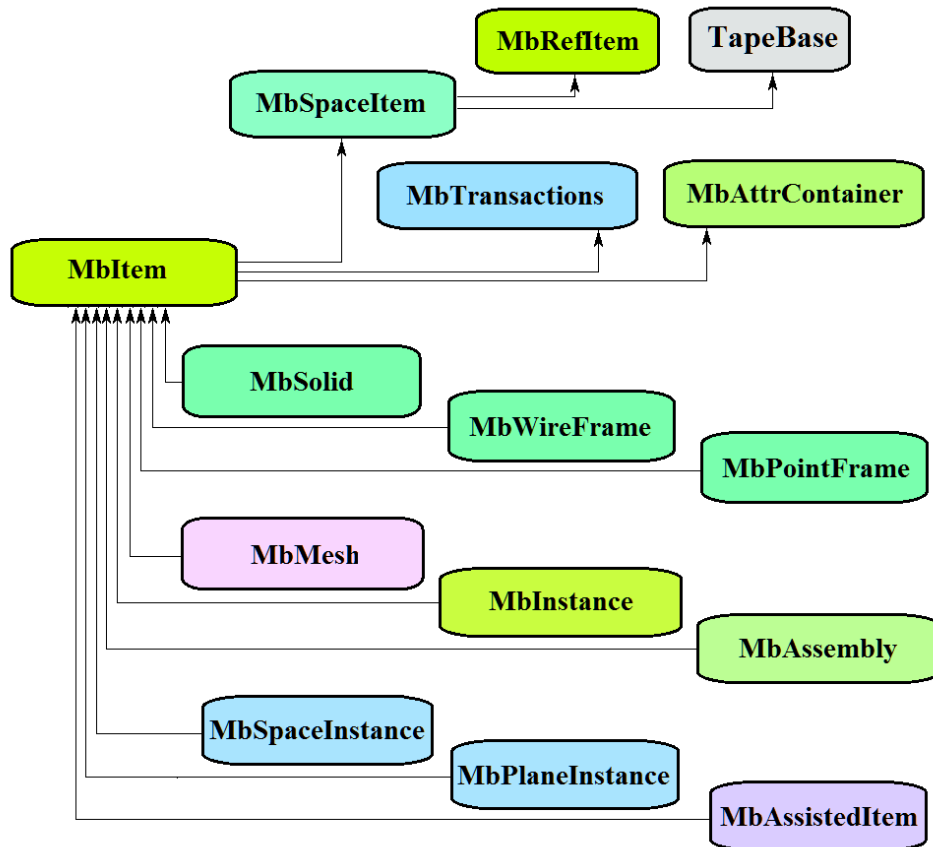 MbRefItem
TapeBase
MbSpaceItem
MbTransactions
MbAttrContainer
MbItem
MbSolid
MbWireFrame
MbPointFrame
MbMesh
MbInstance
MbAssembly
MbSpaceInstance
MbPlaneInstance
MbAssistedItem